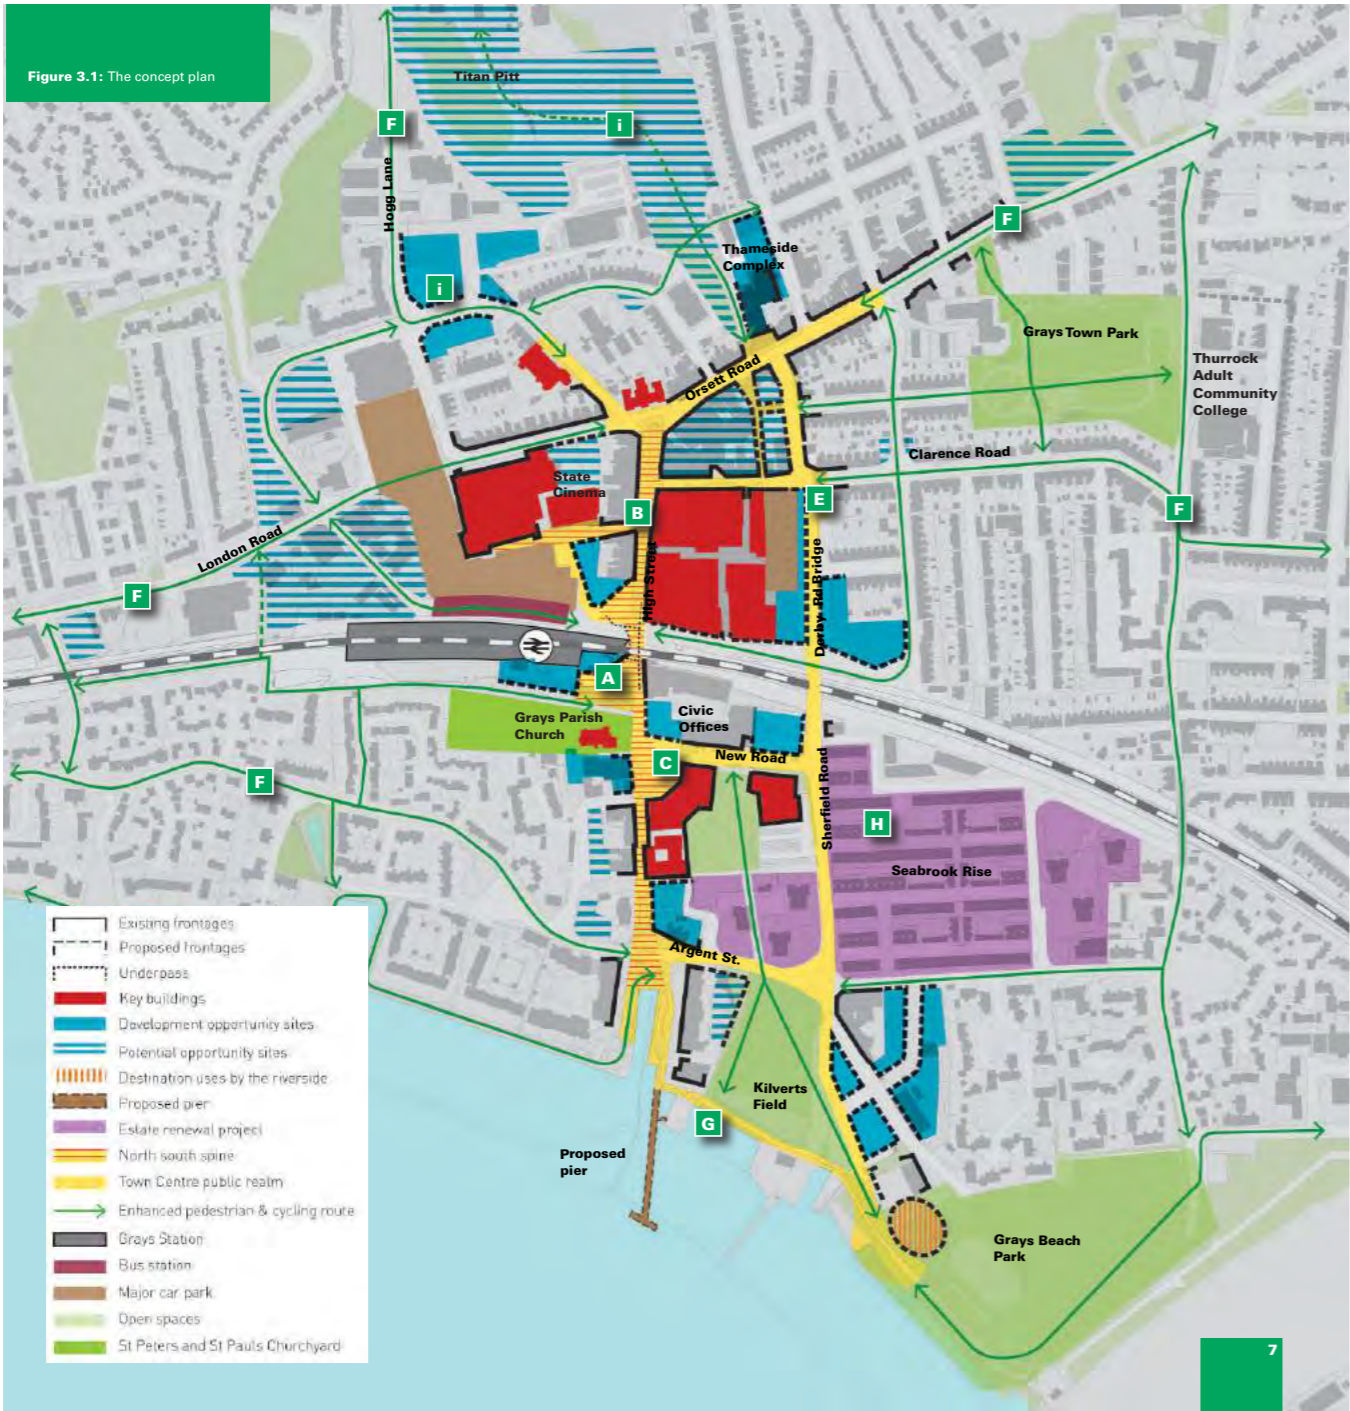 Figure 3.1: The concept plan
Titan Pitt
F
i
Hogg Lane
F
Thameside
Complex
i
Grays Town Park
Thurrock
Adult
Community
College
Orsett Road
Clarence Road
State
Cinema
E
B
F
London Road
High Street
Derby Rd Bridge
F
A
Grays Parish
Church
Civic
Offices
C
New Road
F
Sherfield Road
H
Seabrook Rise
Argent St.
Kilverts
Field
G
Proposed
pier
Grays Beach
Park
Existing frontages
Proposed frontages
Underpass
Key buildings
Development opportunity sites
Potential opportunity sites
Destination uses by the riverside
Proposed pier
Estate renewal project
North south spine
Town Centre public realm
Enhanced pedestrian & cycling route
Grays Station
Bus station
Major car park
Open spaces
St Peters and St Pauls Churchyard
7